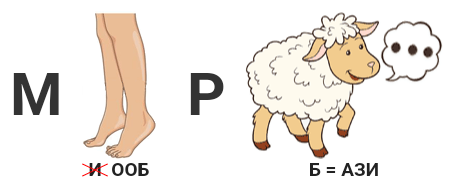 М Р
И ООБ Б = АЗИ